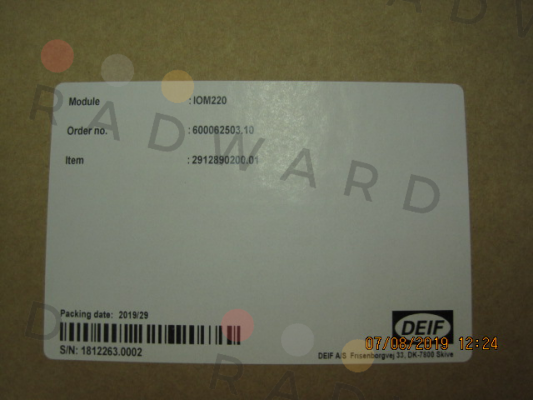 RADWARD
Module : IOM220
Order no. : 600062503.10
Item : 2912890200.01
Packing date: 2019/29
S/N: 1812263.0002
DEIF
07/08/2019 12:24
DEIF A/S Frisenborgvej 33, DK-7800 Skive
RADWARD